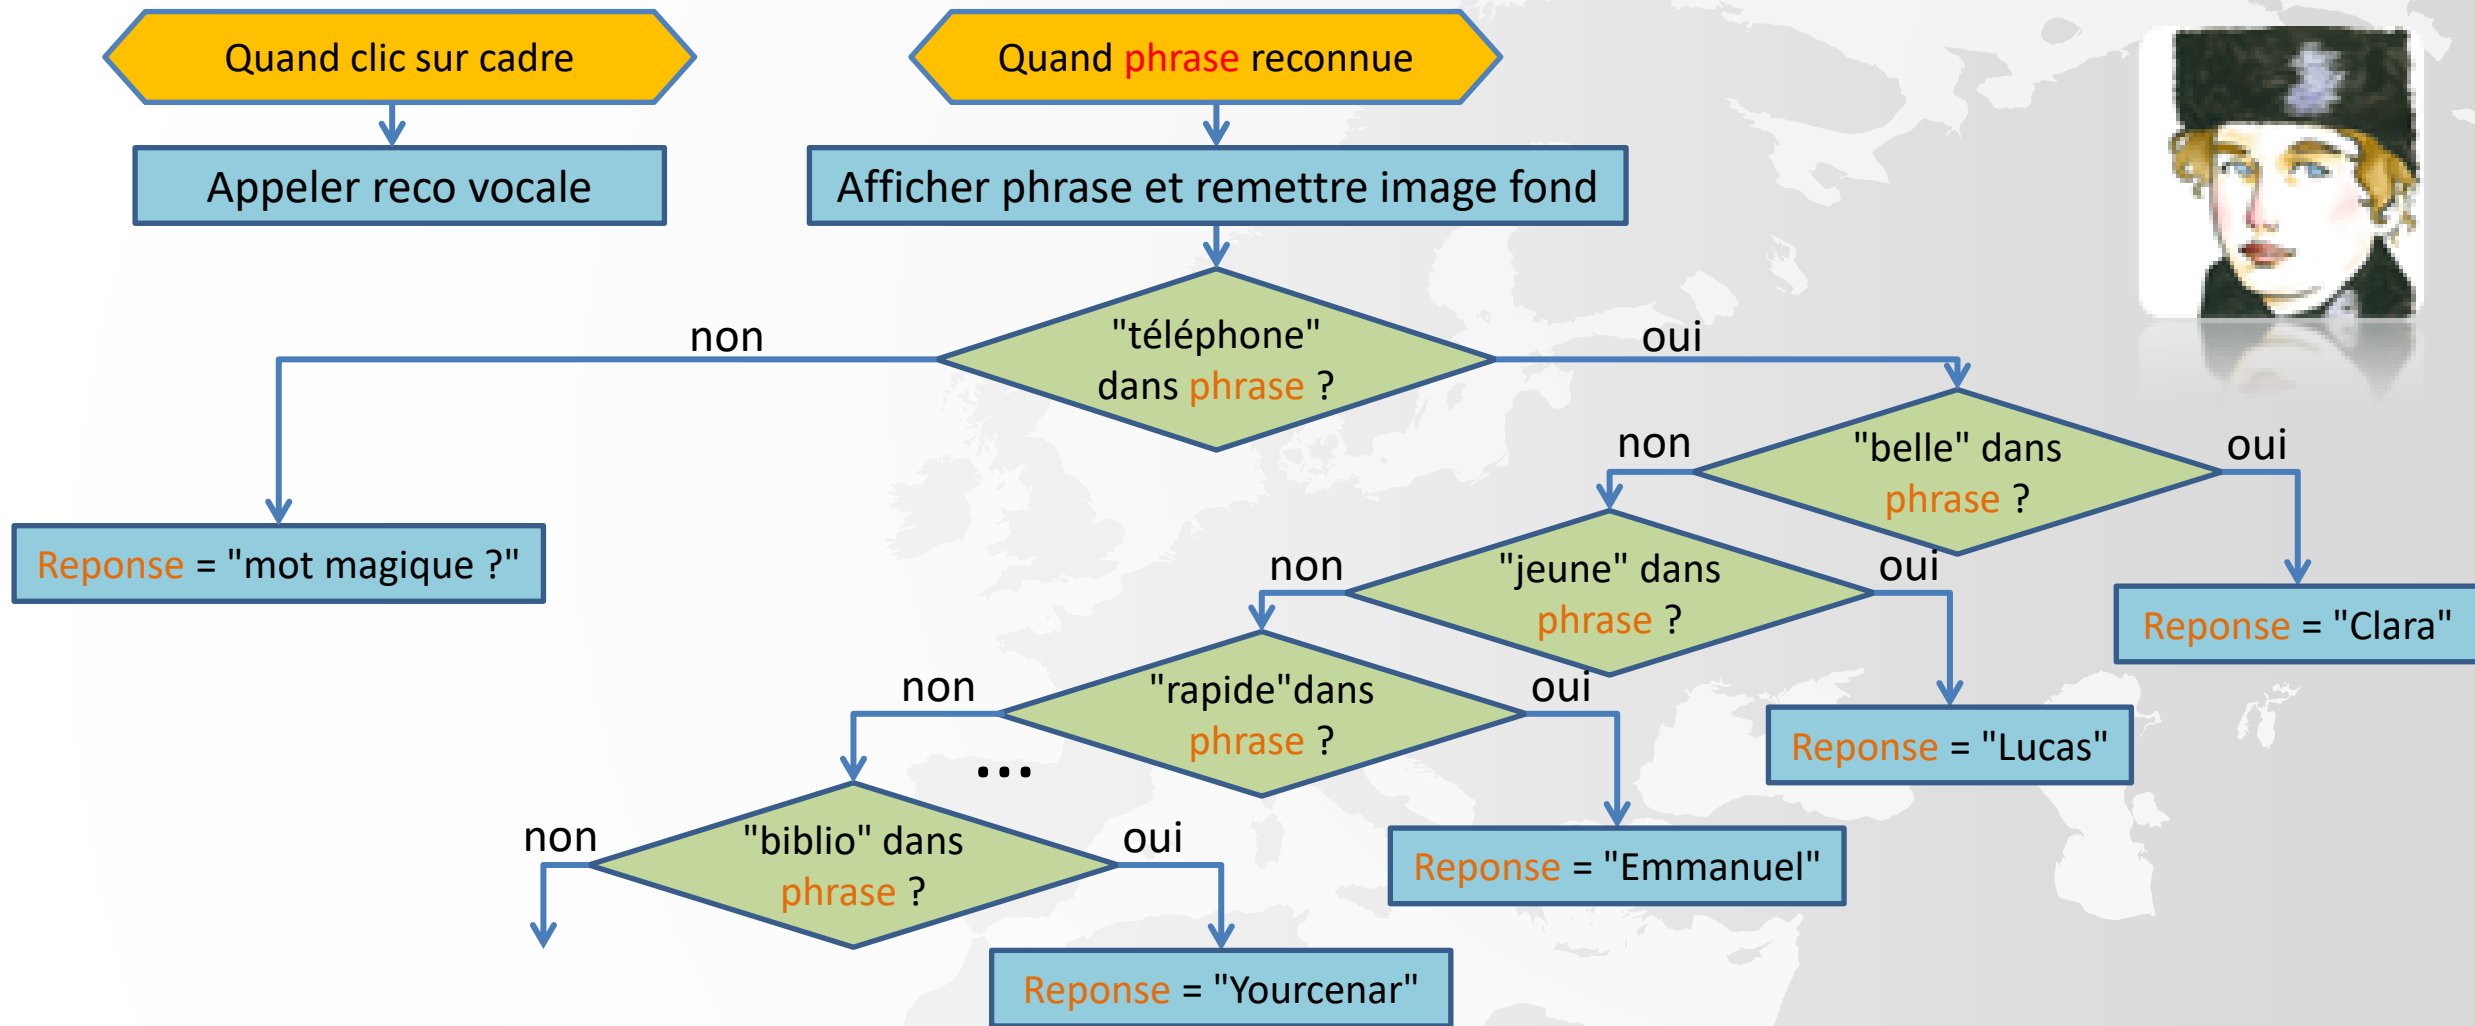 Quand clic sur cadre
Quand phrase reconnue
Appeler reco vocale
Afficher phrase et remettre image fond
"téléphone"
dans phrase ?
non
oui
"belle" dans
phrase ?
non
oui
Reponse = "mot magique ?"
"jeune" dans
phrase ?
non
oui
Reponse = "Clara"
"rapide"dans
phrase ?
non
oui
Reponse = "Lucas"
...
"biblio" dans
phrase ?
non
oui
Reponse = "Emmanuel"
Reponse = "Yourcenar"